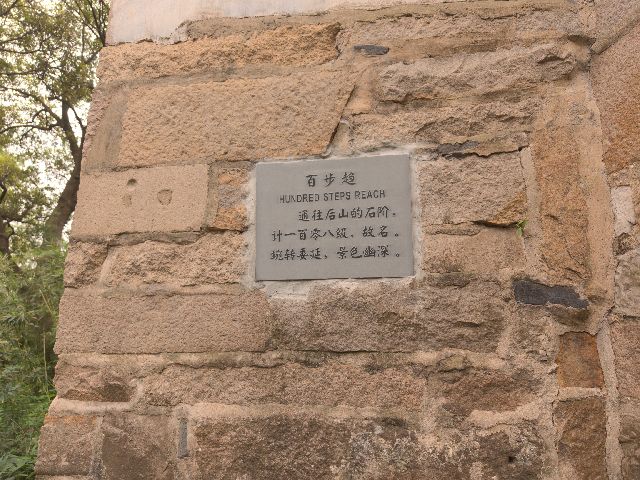 百步趋
HUNDRED STEPS REACH
通往后山的石阶。
计一百零八级，故名。
蜿转委延、景色幽深。